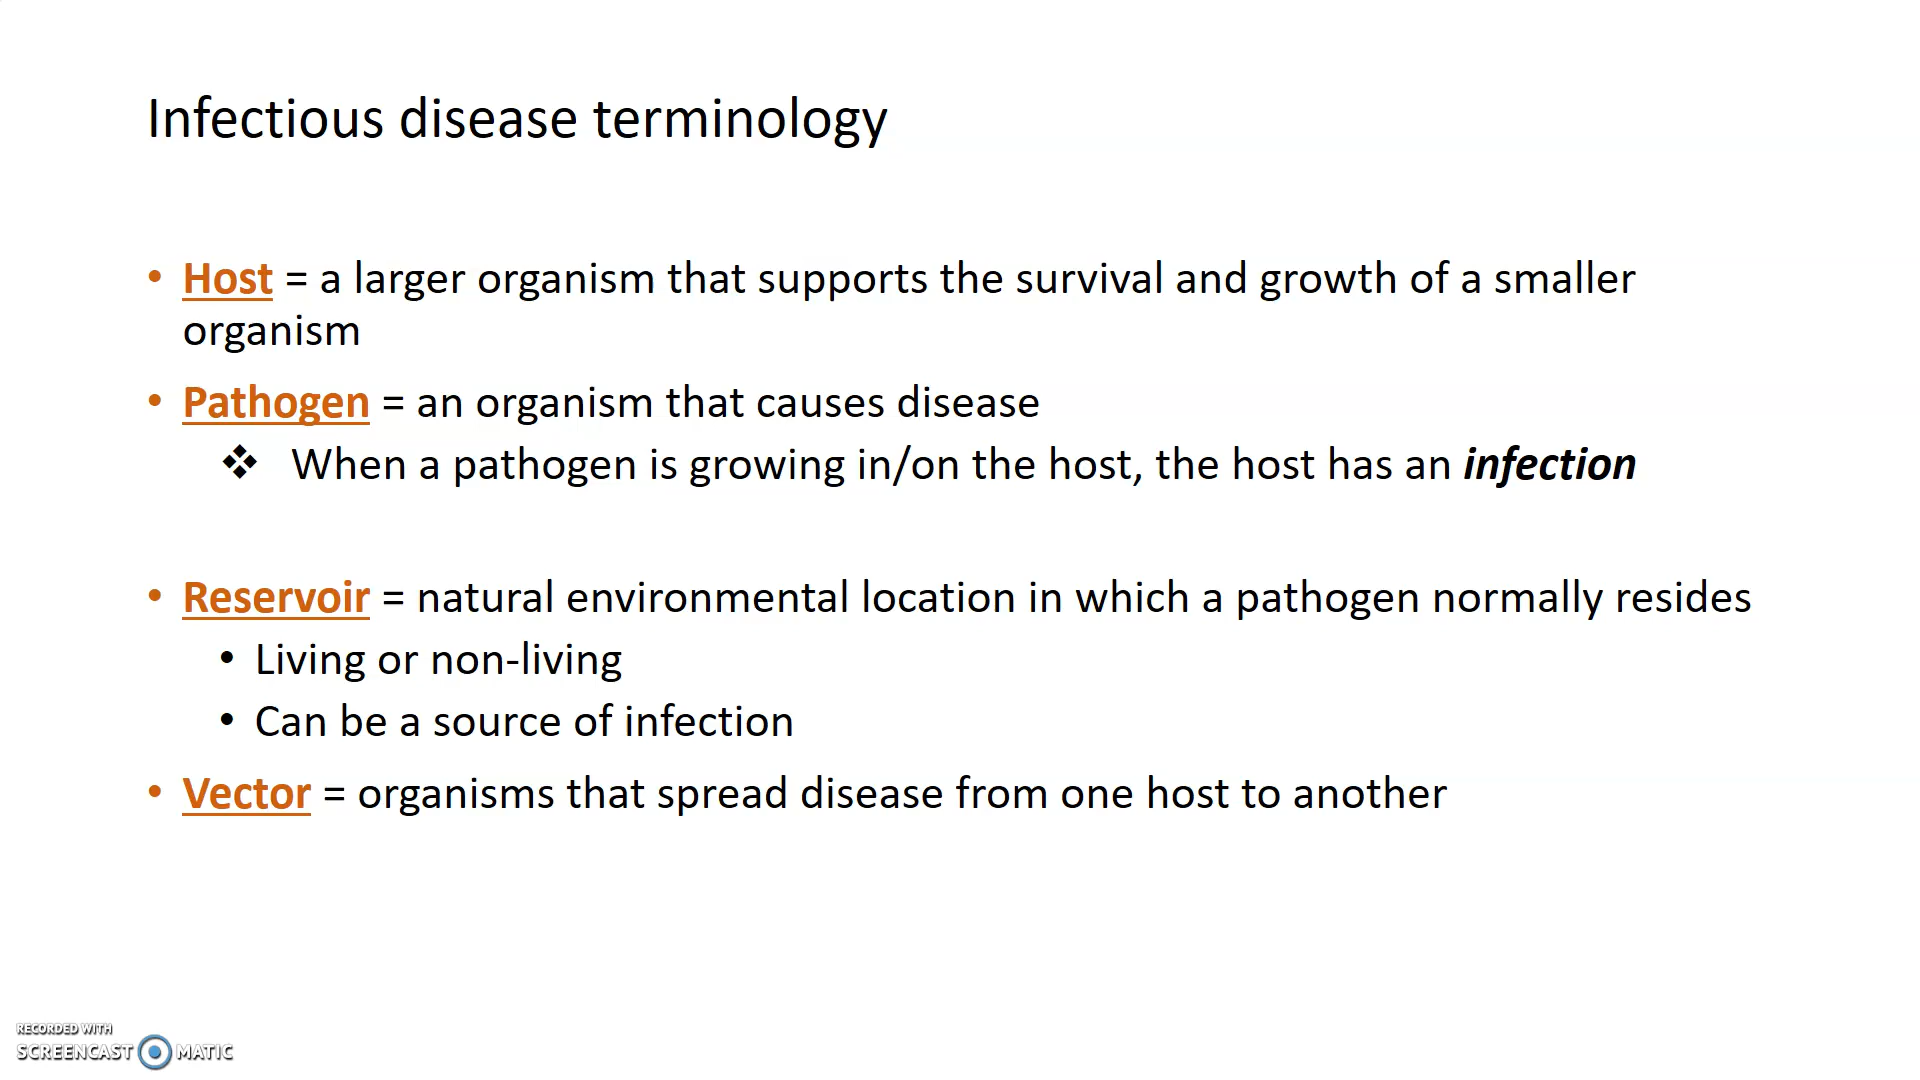 Infectious disease terminology
• Host = a larger organism that supports the survival and growth of a smaller
organism
• Pathogen = an organism that causes disease
❖ When a pathogen is growing in/on the host, the host has an infection
• Reservoir = natural environmental location in which a pathogen normally resides
• Living or non-living
• Can be a source of infection
• Vector = organisms that spread disease from one host to another
RECORDED WITH
SCREENCAST MATIC